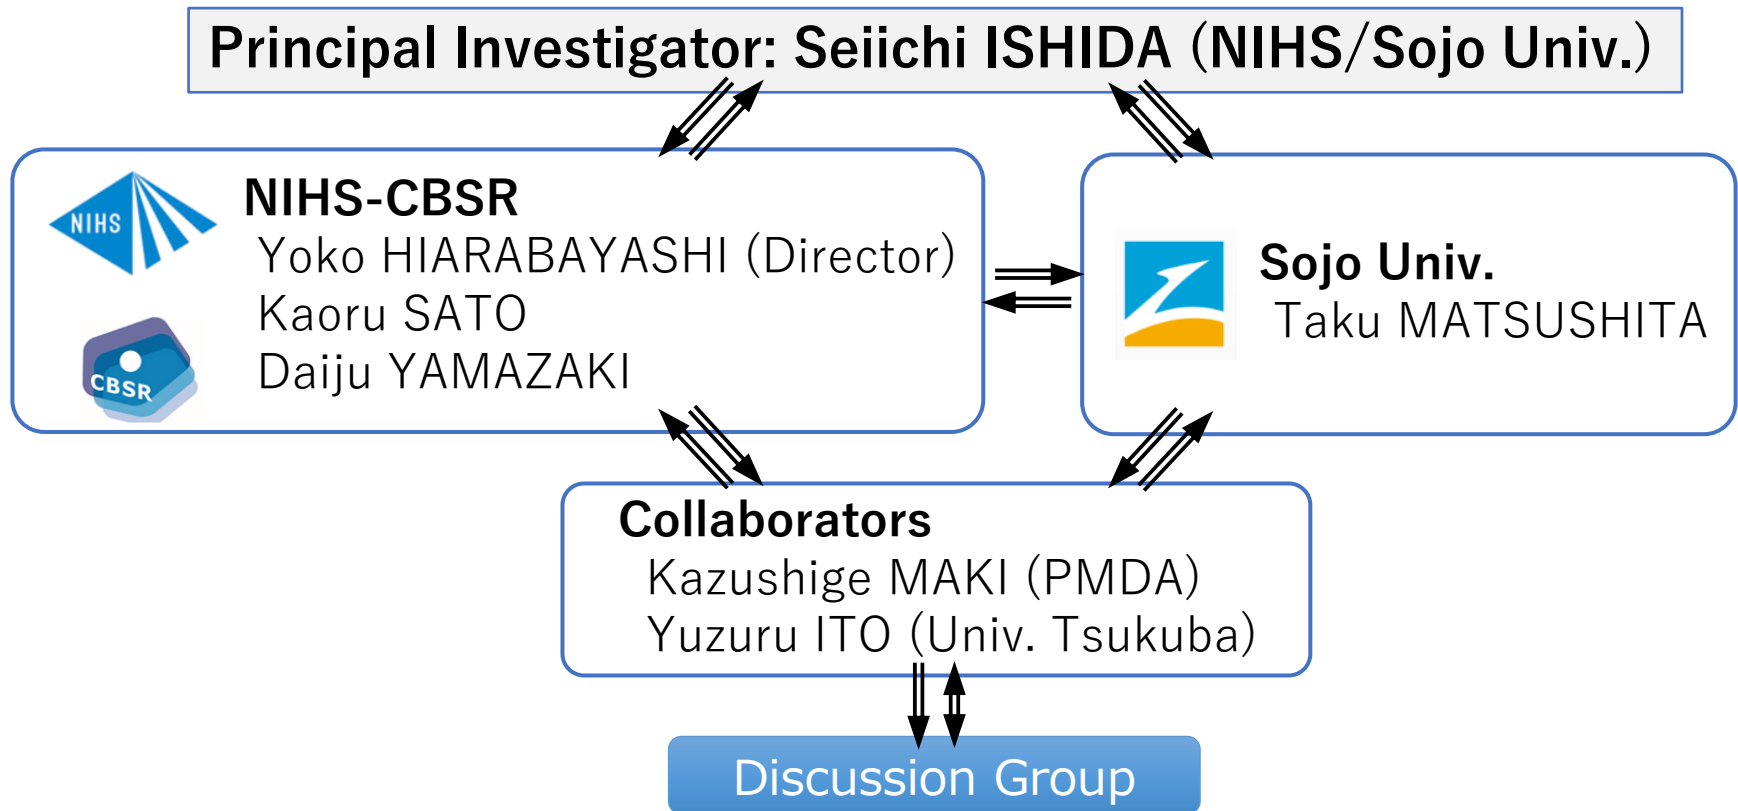 Principal Investigator: Seiichi ISHIDA (NIHS/Sojo Univ.)
NIHS
NIHS-CBSR
Yoko HIARABAYASHI (Director)
Kaoru SATO
Daiju YAMAZAKI
CBSR
Sojo Univ.
Taku MATSUSHITA
Collaborators
Kazushige MAKI (PMDA)
Yuzuru ITO (Univ. Tsukuba)
Discussion Group